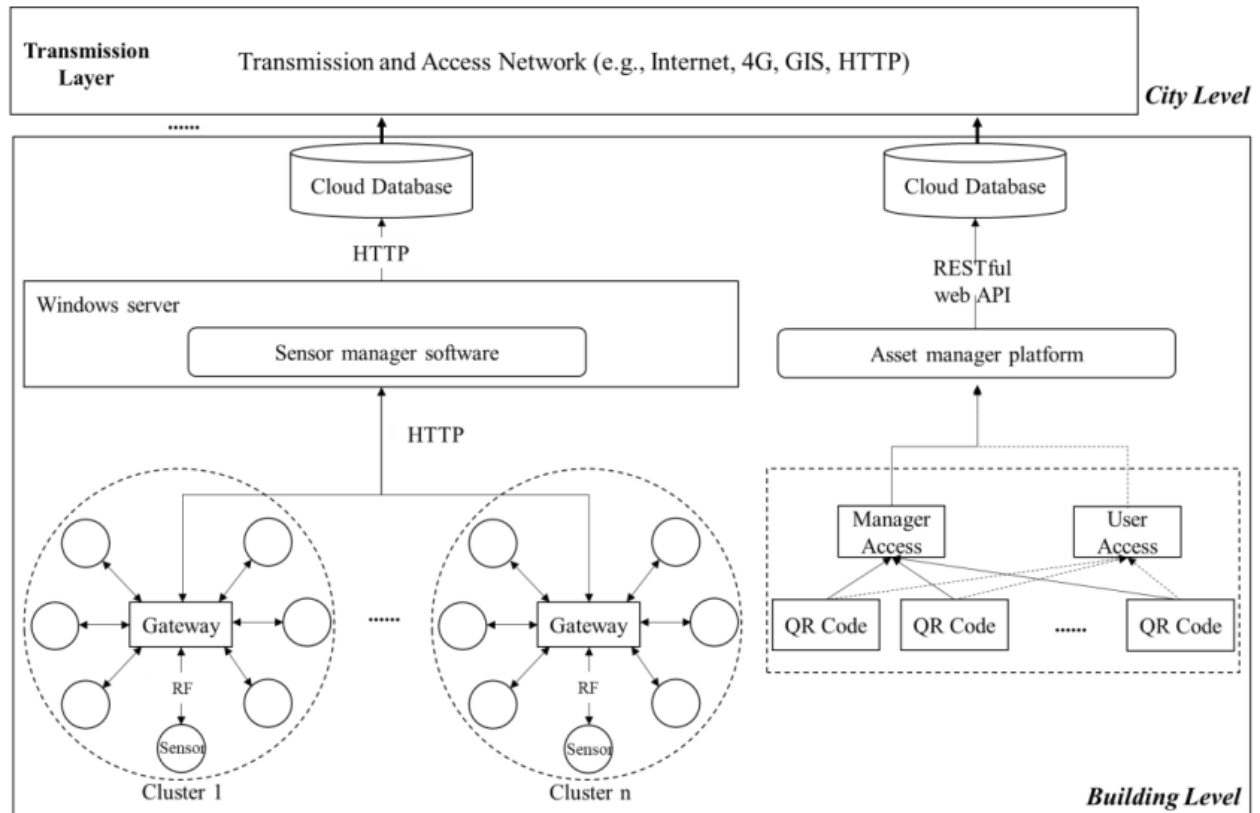 Transmission
Layer
Transmission and Access Network (e.g., Internet, 4G, GIS, HTTP)
City Level
......
Cloud Database
Cloud Database
HTTP
RESTful
web API
Windows server
Sensor manager software
Asset manager platform
HTTP
Manager
Access
User
Access
Gateway
......
Gateway
QR Code
QR Code
......
QR Code
RF
RF
Sensor
Sensor
Cluster 1
Cluster n
Building Level